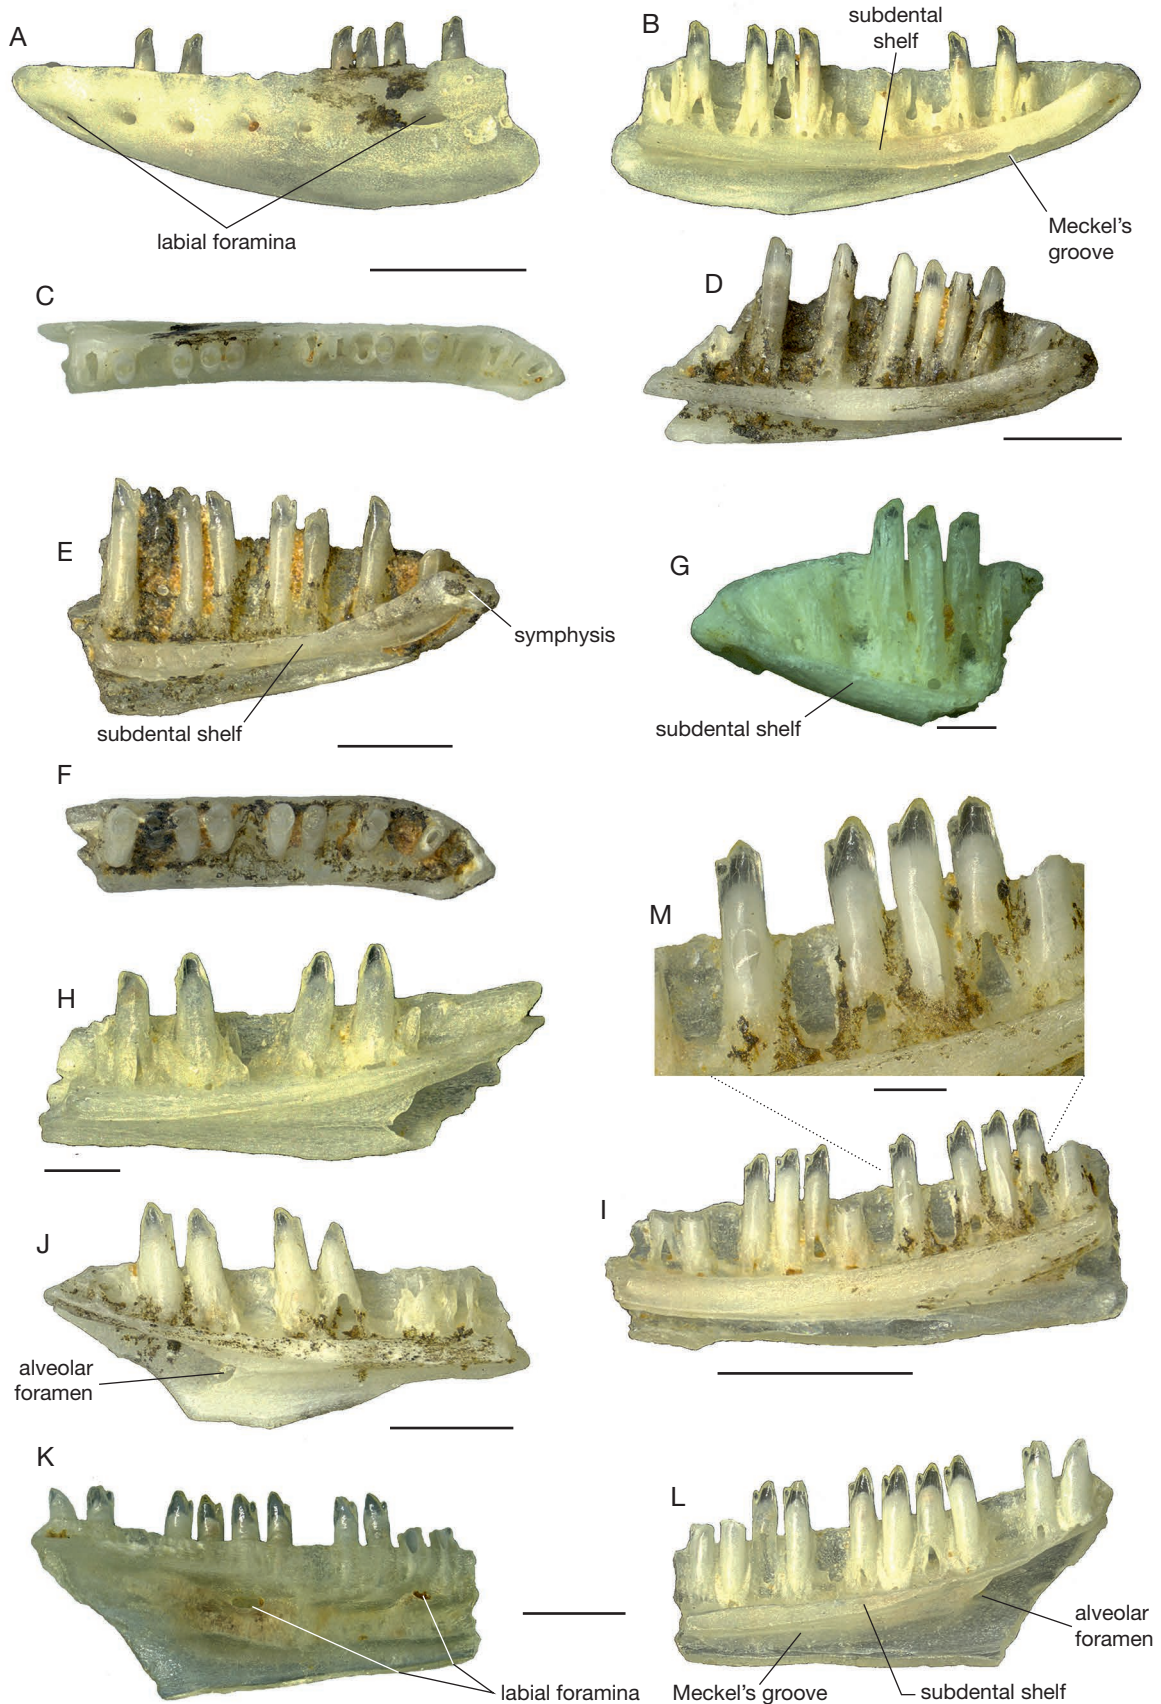 A
B
subdental
shelf
labial foramina
Meckel's
groove
C
D
E
symphysis
subdental shelf
G
subdental shelf
F
M
H
I
J
alveolar
foramen
K
labial foramina
L
alveolar
foramen
Meckel's groove
subdental shelf